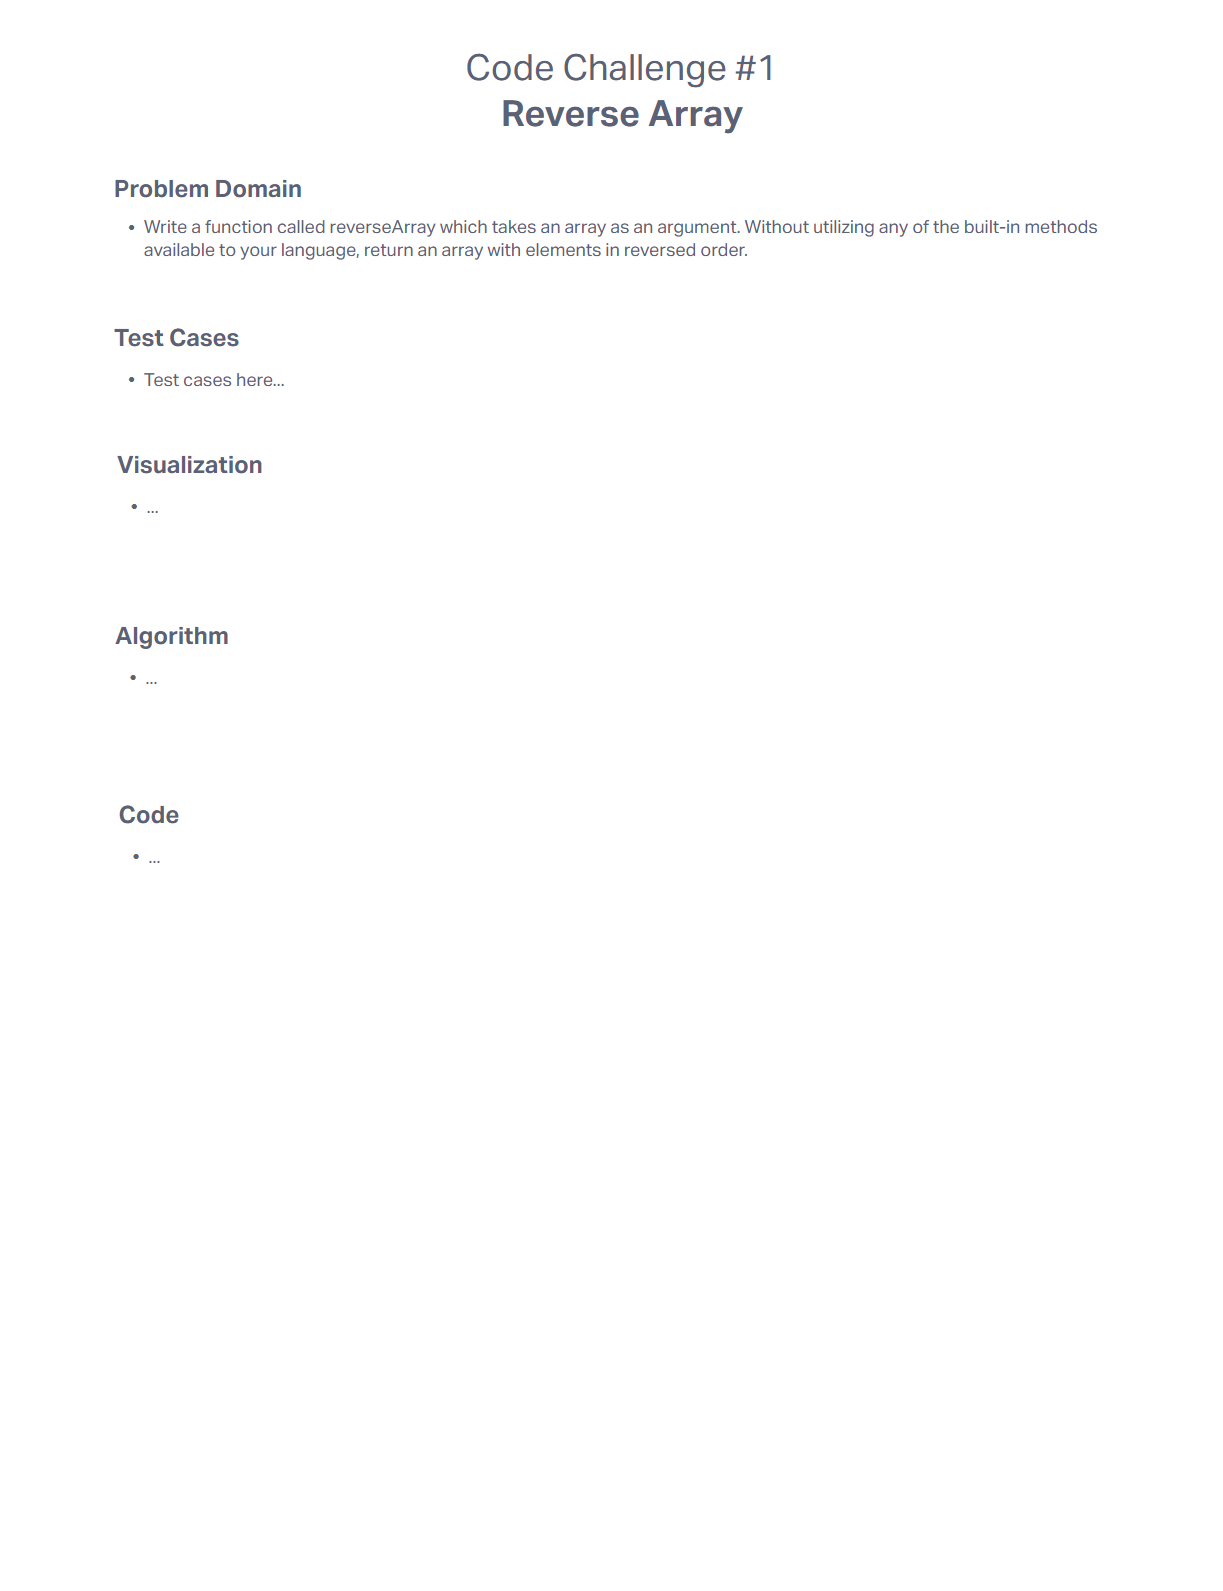 Code Challenge #1
Reverse Array
Problem Domain
• Write a function called reverseArray which takes an array as an argument. Without utilizing any of the built-in methods
available to your language, return an array with elements in reversed order.
Test Cases
• Test cases here...
Visualization
• ...
Algorithm
• ...
Code
• ...